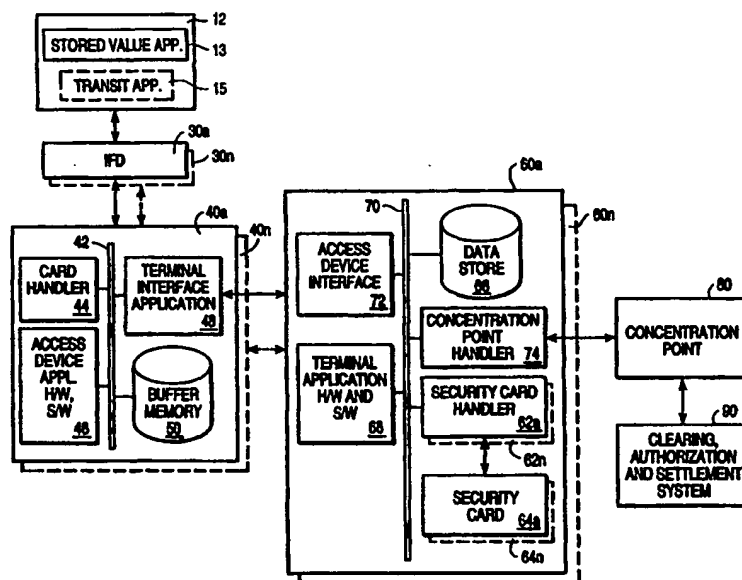 12
STORED VALUE APP.
13
TRANSIT APP.
15
30a
IFD
30n
40a
40n
42
CARD
HANDLER
44
TERMINAL
INTERFACE
APPLICATION
48
ACCESS
DEVICE
APPL.
H/W,
S/W
46
BUFFER
MEMORY
50
60a
60n
70
ACCESS
DEVICE
INTERFACE
72
DATA
STORE
66
CONCENTRATION
POINT
HANDLER
74
TERMINAL
APPLICATION
H/W AND
S/W
68
SECURITY CARD
HANDLER
62a
62n
SECURITY
CARD
64a
64n
80
CONCENTRATION
POINT
90
CLEARING,
AUTHORIZATION
AND SETTLEMENT
SYSTEM